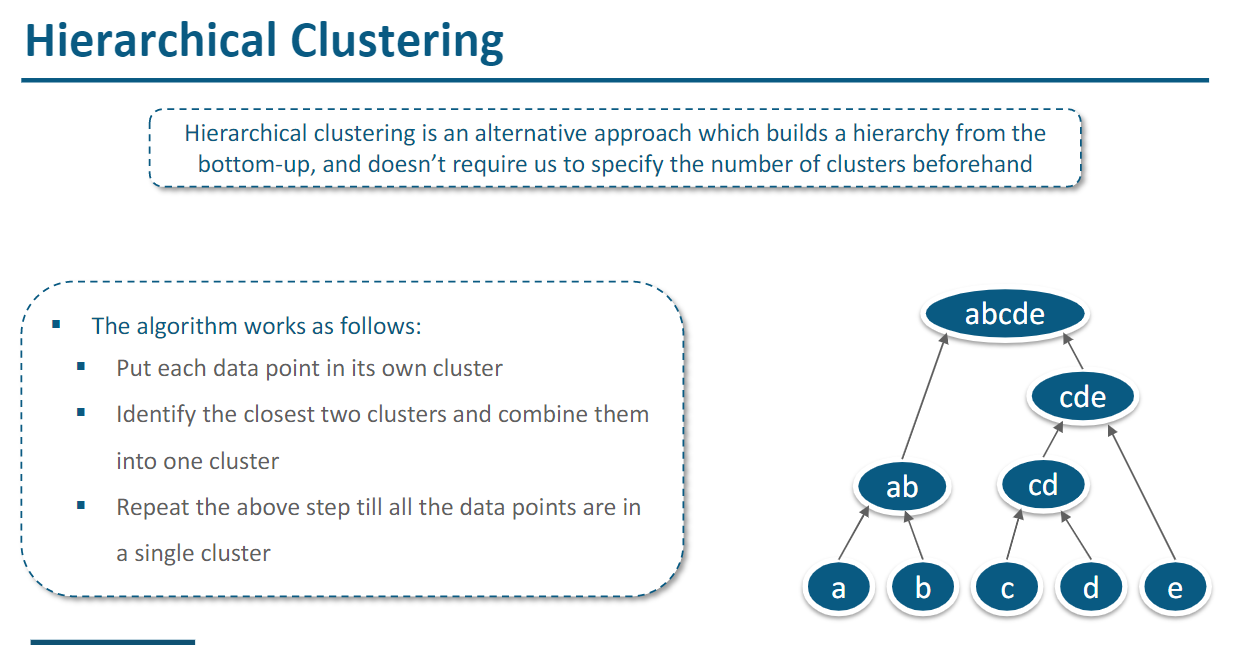 Hierarchical Clustering
Hierarchical clustering is an alternative approach which builds a hierarchy from the
bottom-up, and doesn’t require us to specify the number of clusters beforehand
▪ The algorithm works as follows:
▪ Put each data point in its own cluster
▪ Identify the closest two clusters and combine them
into one cluster
▪ Repeat the above step till all the data points are in
a single cluster
abcde
cde
ab cd
a b c d e